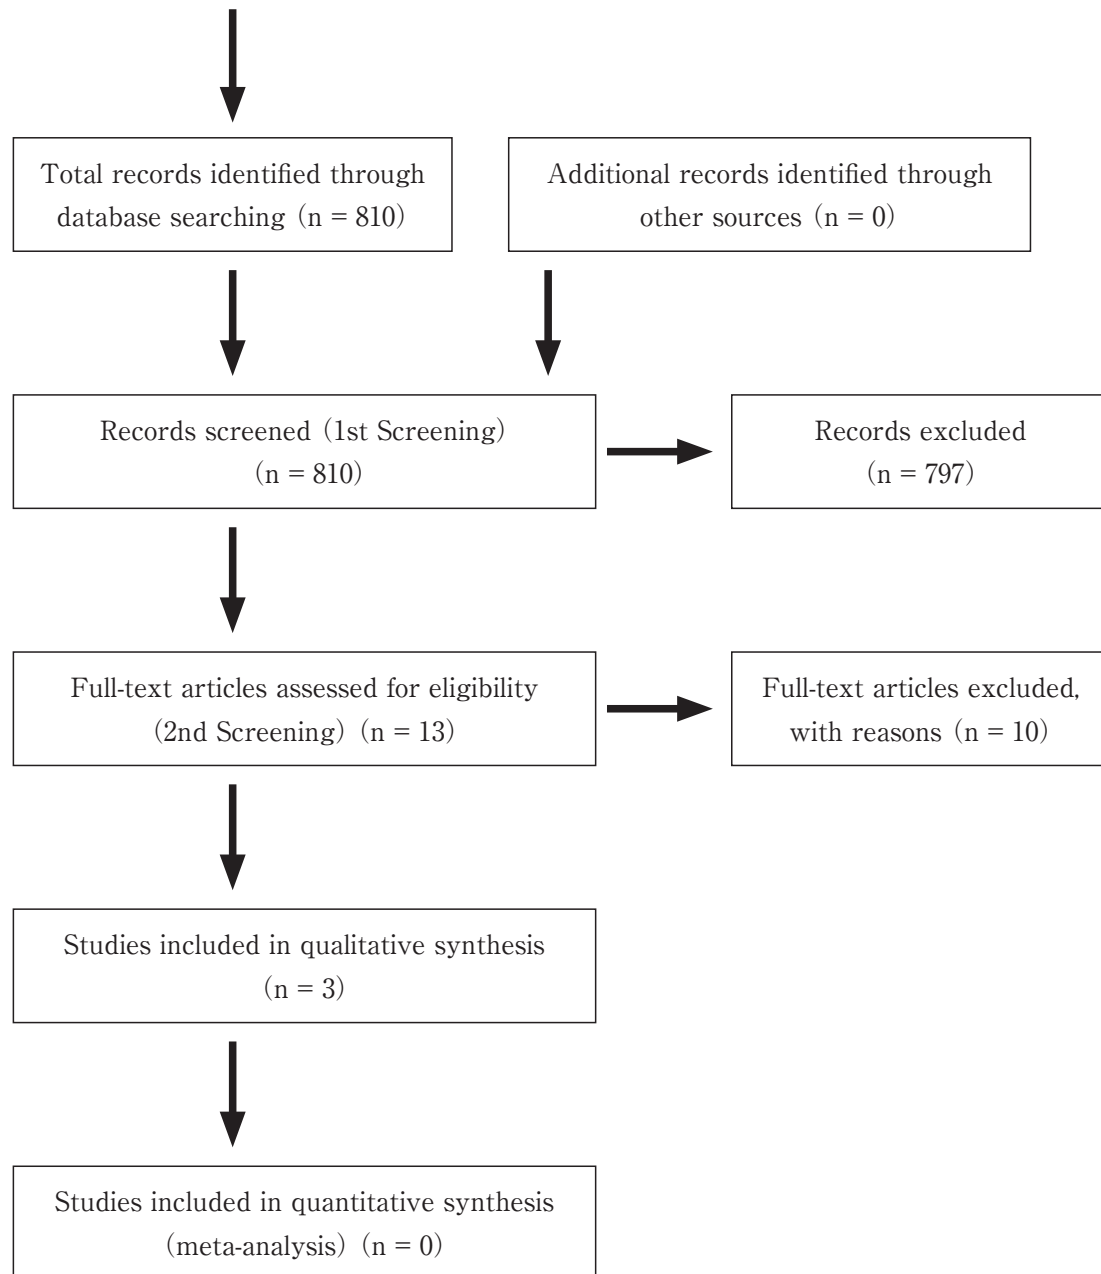 Total records identified through
database searching (n = 810)
Additional records identified through
other sources (n = 0)
Records screened (1st Screening)
(n = 810)
Records excluded
(n = 797)
Full-text articles assessed for eligibility
(2nd Screening) (n = 13)
Full-text articles excluded,
with reasons (n = 10)
Studies included in qualitative synthesis
(n = 3)
Studies included in quantitative synthesis
(meta-analysis) (n = 0)